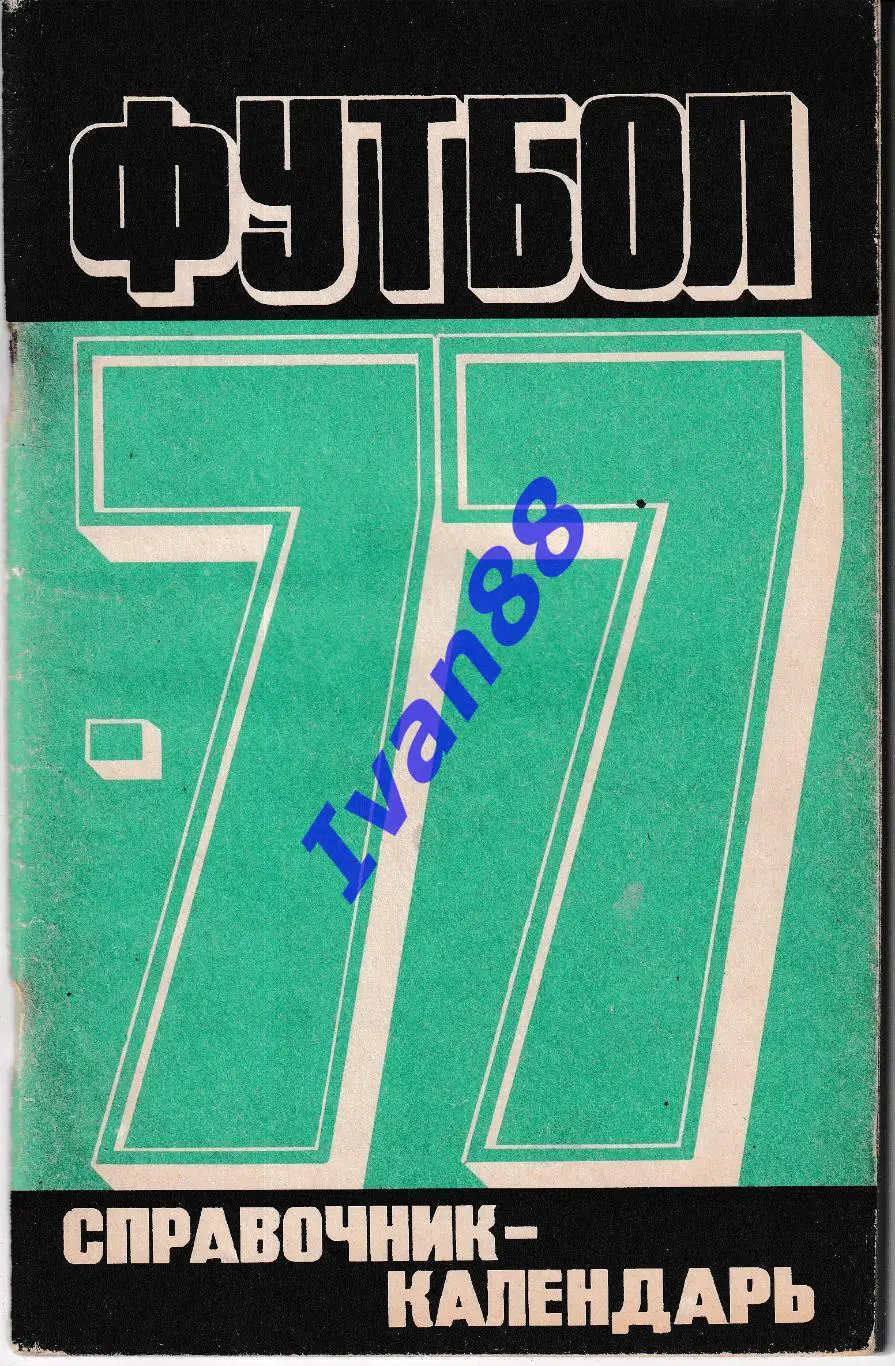 ФУТБОЛ
-77
Ivan88
СПРАВОЧНИК-
КАЛЕНДАРЬ